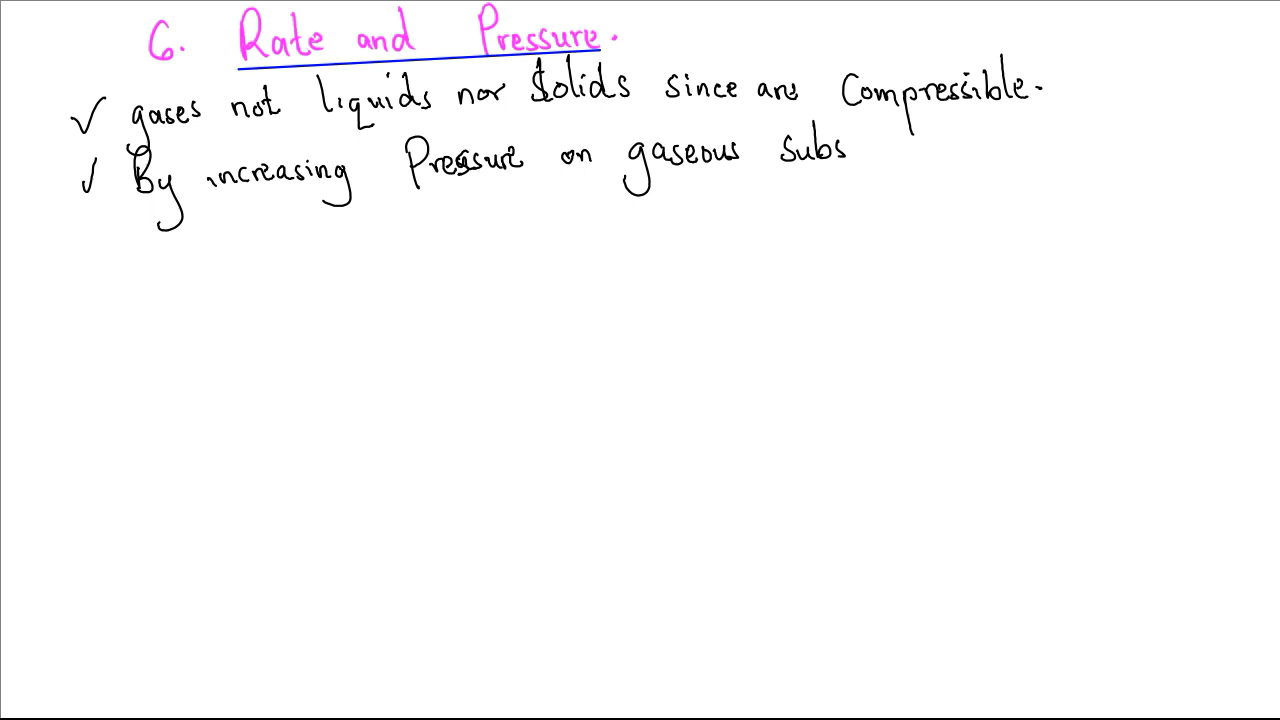 6. Rate and Pressure.
✓ gases not liquids nor Solids since are Compressible.
✓ By increasing Pressure on gaseous subs